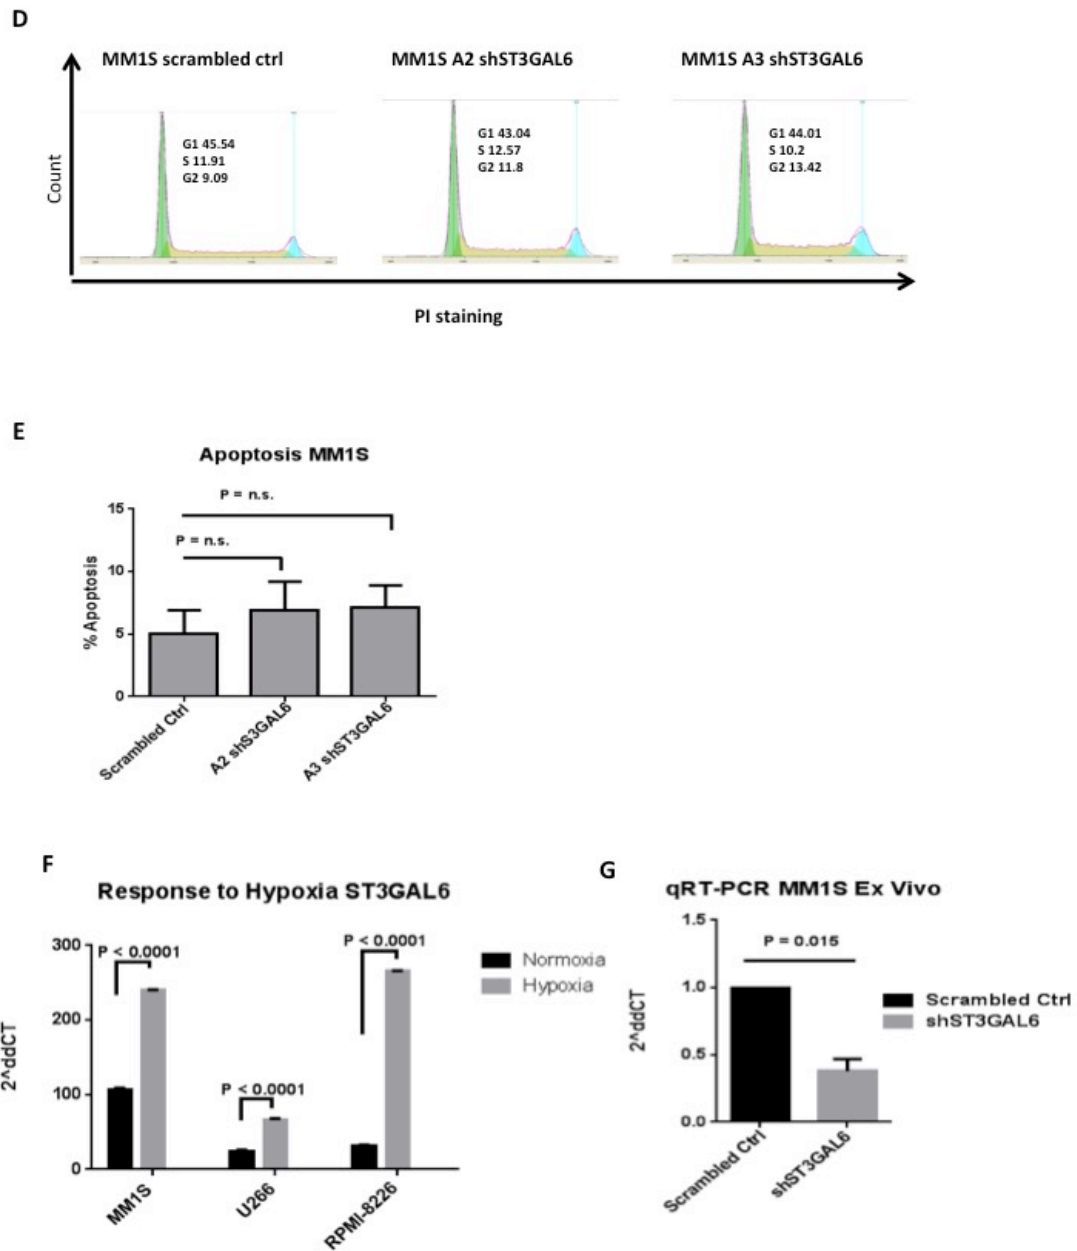 D
MM1S scrambled ctrl
MM1S A2 shST3GAL6
MM1S A3 shST3GAL6
Count
G1 45.54
S 11.91
G2 9.09
G1 43.04
S 12.57
G2 11.8
G1 44.01
S 10.2
G2 13.42
PI staining
E
Apoptosis MM1S
P = n.s.
P = n.s.
% Apoptosis
15
10
5
0
Scrambled Ctrl
A2 shS3GAL6
A3 shST3GAL6
F
Response to Hypoxia ST3GAL6
2^ddCT
300
200
100
0
P < 0.0001
P < 0.0001
P < 0.0001
Normoxia
Hypoxia
MM1S
U266
RPMI-8226
G
qRT-PCR MM1S Ex Vivo
2^ddCT
1.5
1.0
0.5
0.0
P = 0.015
Scrambled Ctrl
shST3GAL6
Scrambled Ctrl
shST3GAL6